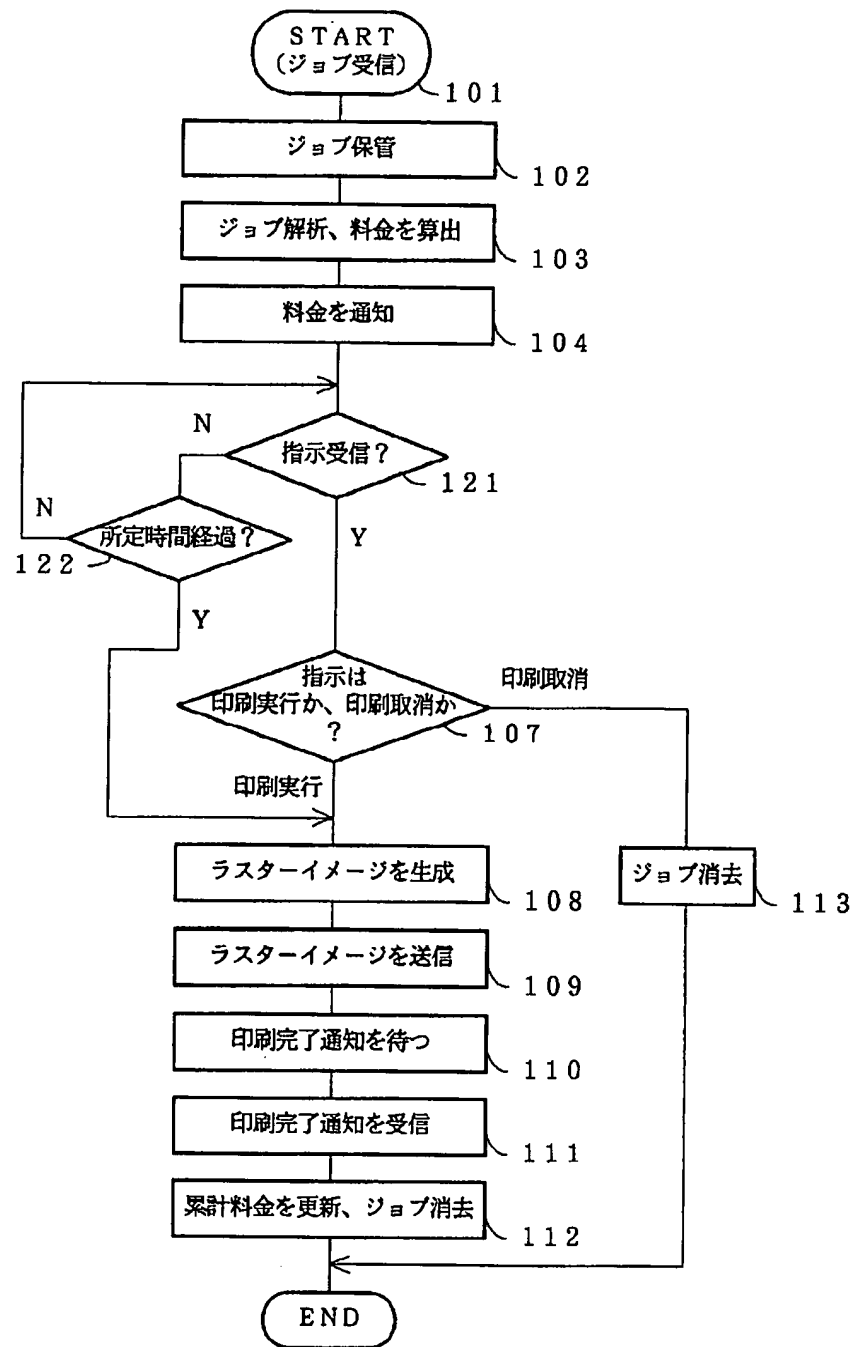 START
(ジョブ受信)
101
ジョブ保管
102
ジョブ解析、料金を算出
103
料金を通知
104
N
指示受信?
121
N
所定時間経過?
Y
122
Y
指示は
印刷取消
印刷実行か、印刷取消か
?
107
印刷実行
ラスターイメージを生成
ジョブ消去
108
113
ラスターイメージを送信
109
印刷完了通知を待つ
110
印刷完了通知を受信
111
累計料金を更新、ジョブ消去
112
END